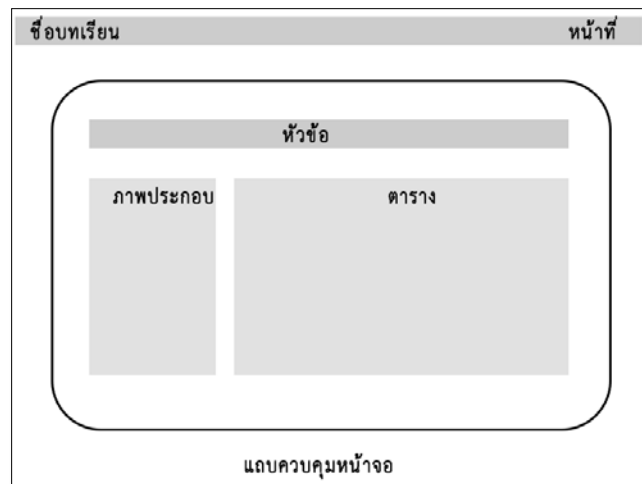 ชื่อบทเรียน หน้าที่
หัวข้อ
ภาพประกอบ ตาราง
แถบควบคุมหน้าจอ